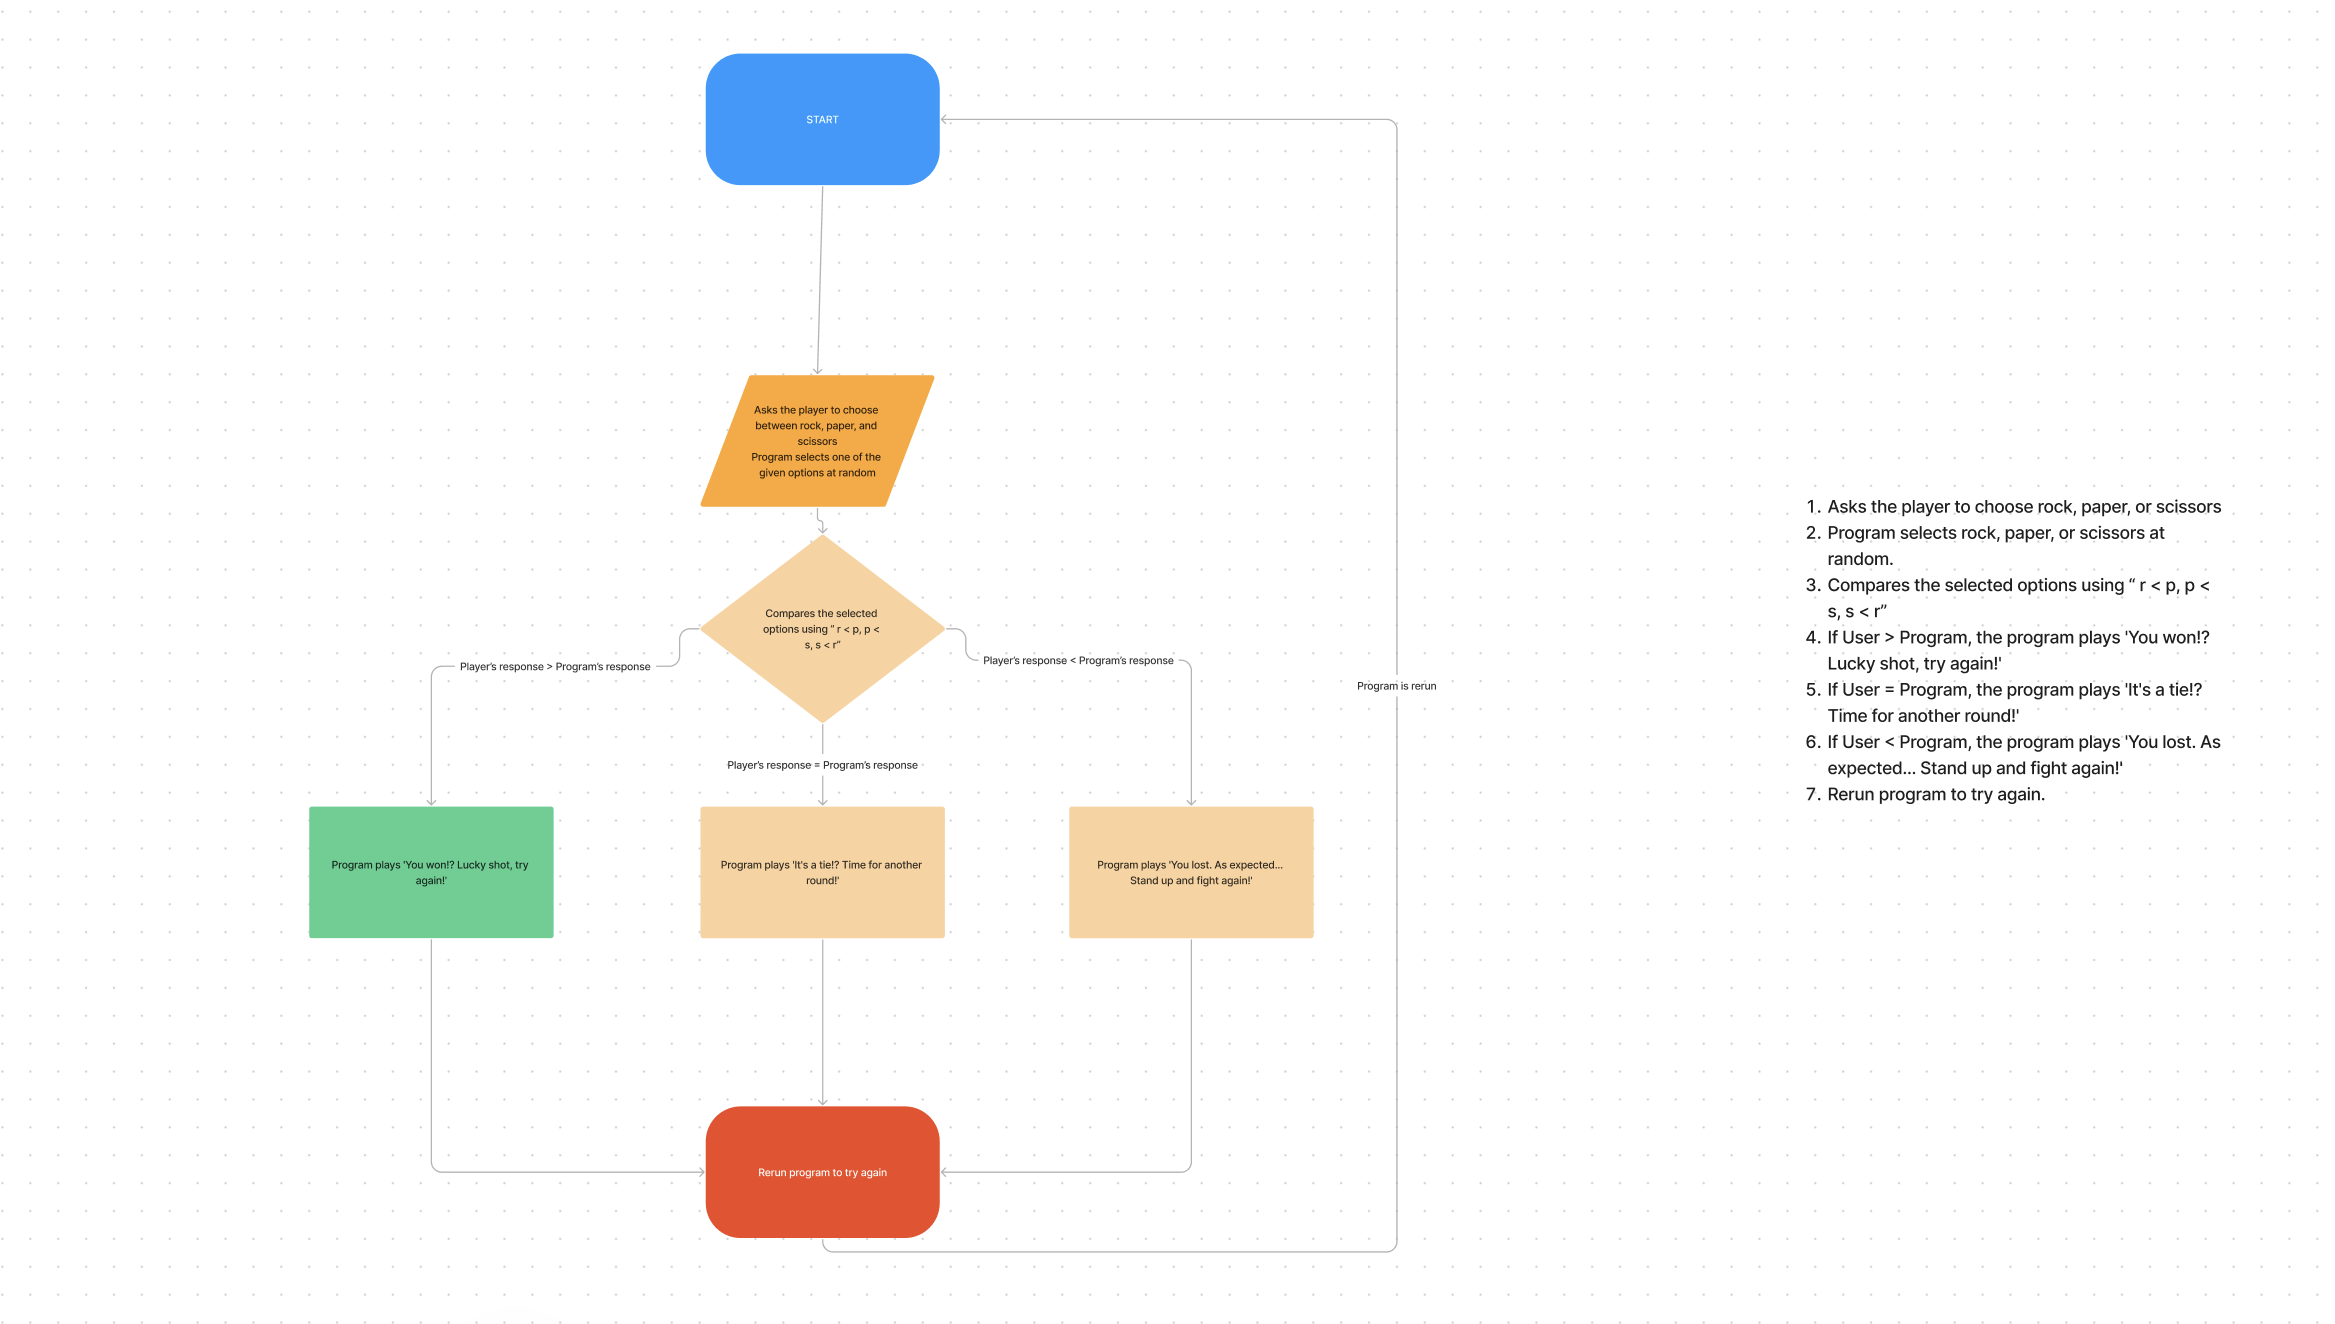 START
Asks the player to choose
between rock, paper, and
scissors
Program selects one of the
given options at random
Compares the selected
options using “ r < p, p <
s, s < r”
Player's response > Program's response
Player's response < Program's response
Player's response = Program's response
Program is rerun
Program plays 'You won!? Lucky shot, try
again!'
Program plays 'It's a tie!? Time for another
round!'
Program plays 'You lost. As expected...
Stand up and fight again!'
Rerun program to try again
1. Asks the player to choose rock, paper, or scissors
2. Program selects rock, paper, or scissors at
random.
3. Compares the selected options using “ r < p, p <
s, s < r”
4. If User > Program, the program plays 'You won!?
Lucky shot, try again!'
5. If User = Program, the program plays 'It's a tie!?
Time for another round!'
6. If User < Program, the program plays 'You lost. As
expected... Stand up and fight again!'
7. Rerun program to try again.